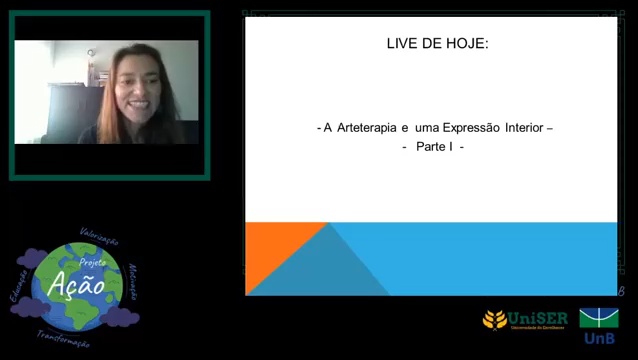 LIVE DE HOJE:
- A Arteterapia e uma Expressão Interior –
- Parte I -
Valorização
Projeto
Ação
Educação
Motivação
Transformação
UniSER
UnB